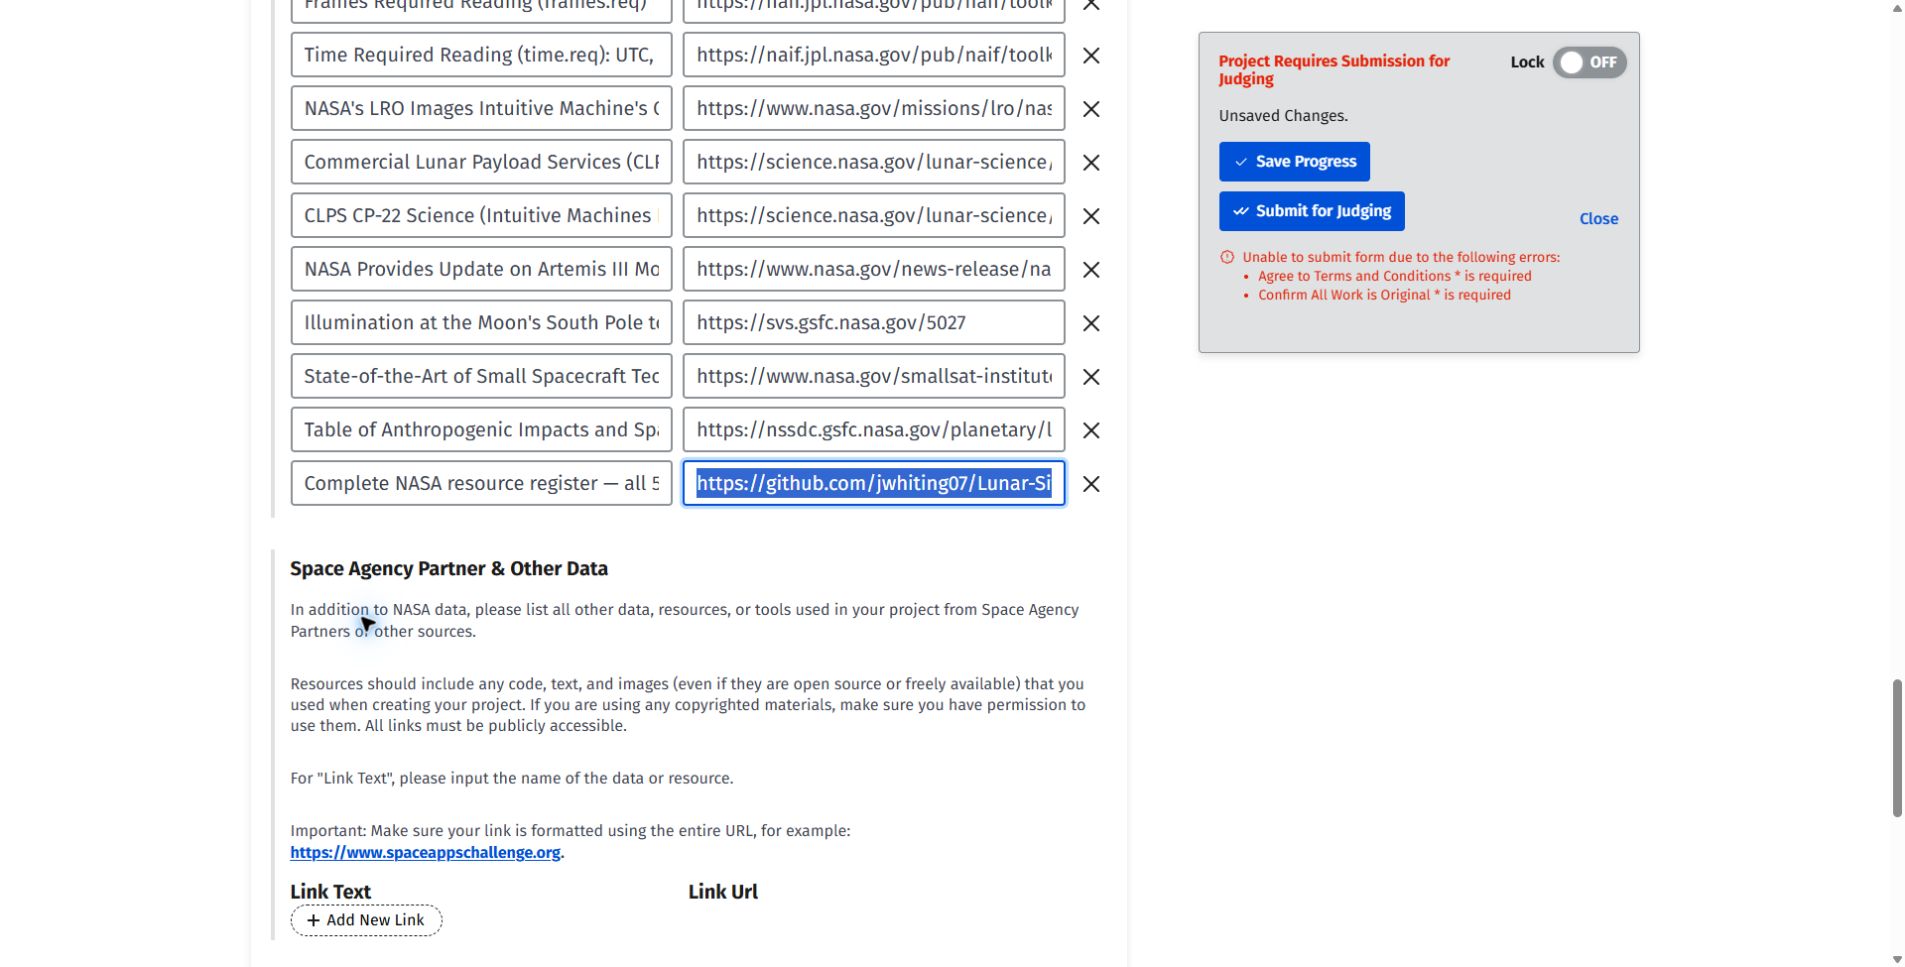 Frames Required Reading (frames.req) https://naif.jpl.nasa.gov/pub/naif/toolk
Time Required Reading (time.req): UTC, https://naif.jpl.nasa.gov/pub/naif/toolk
NASA's LRO Images Intuitive Machine's https://www.nasa.gov/missions/lro/nas
Commercial Lunar Payload Services (CLP https://science.nasa.gov/lunar-science/
CLPS CP-22 Science (Intuitive Machines https://science.nasa.gov/lunar-science/
NASA Provides Update on Artemis III Mo https://www.nasa.gov/news-release/na
Illumination at the Moon's South Pole to https://svs.gsfc.nasa.gov/5027
State-of-the-Art of Small Spacecraft Tec https://www.nasa.gov/smallsat-institute
Table of Anthropogenic Impacts and Spa https://nssdc.gsfc.nasa.gov/planetary/l
Complete NASA resource register — all 5 https://github.com/jwhiting07/Lunar-Si
Space Agency Partner & Other Data
In addition to NASA data, please list all other data, resources, or tools used in your project from Space Agency
Partners or other sources.
Resources should include any code, text, and images (even if they are open source or freely available) that you
used when creating your project. If you are using any copyrighted materials, make sure you have permission to
use them. All links must be publicly accessible.
For "Link Text", please input the name of the data or resource.
Important: Make sure your link is formatted using the entire URL, for example:
https://www.spaceappschallenge.org.
Link Text Link Url
+ Add New Link
Project Requires Submission for
Judging
Lock OFF
Unsaved Changes.
Save Progress
Submit for Judging
Close
Unable to submit form due to the following errors:
• Agree to Terms and Conditions * is required
• Confirm All Work is Original * is required